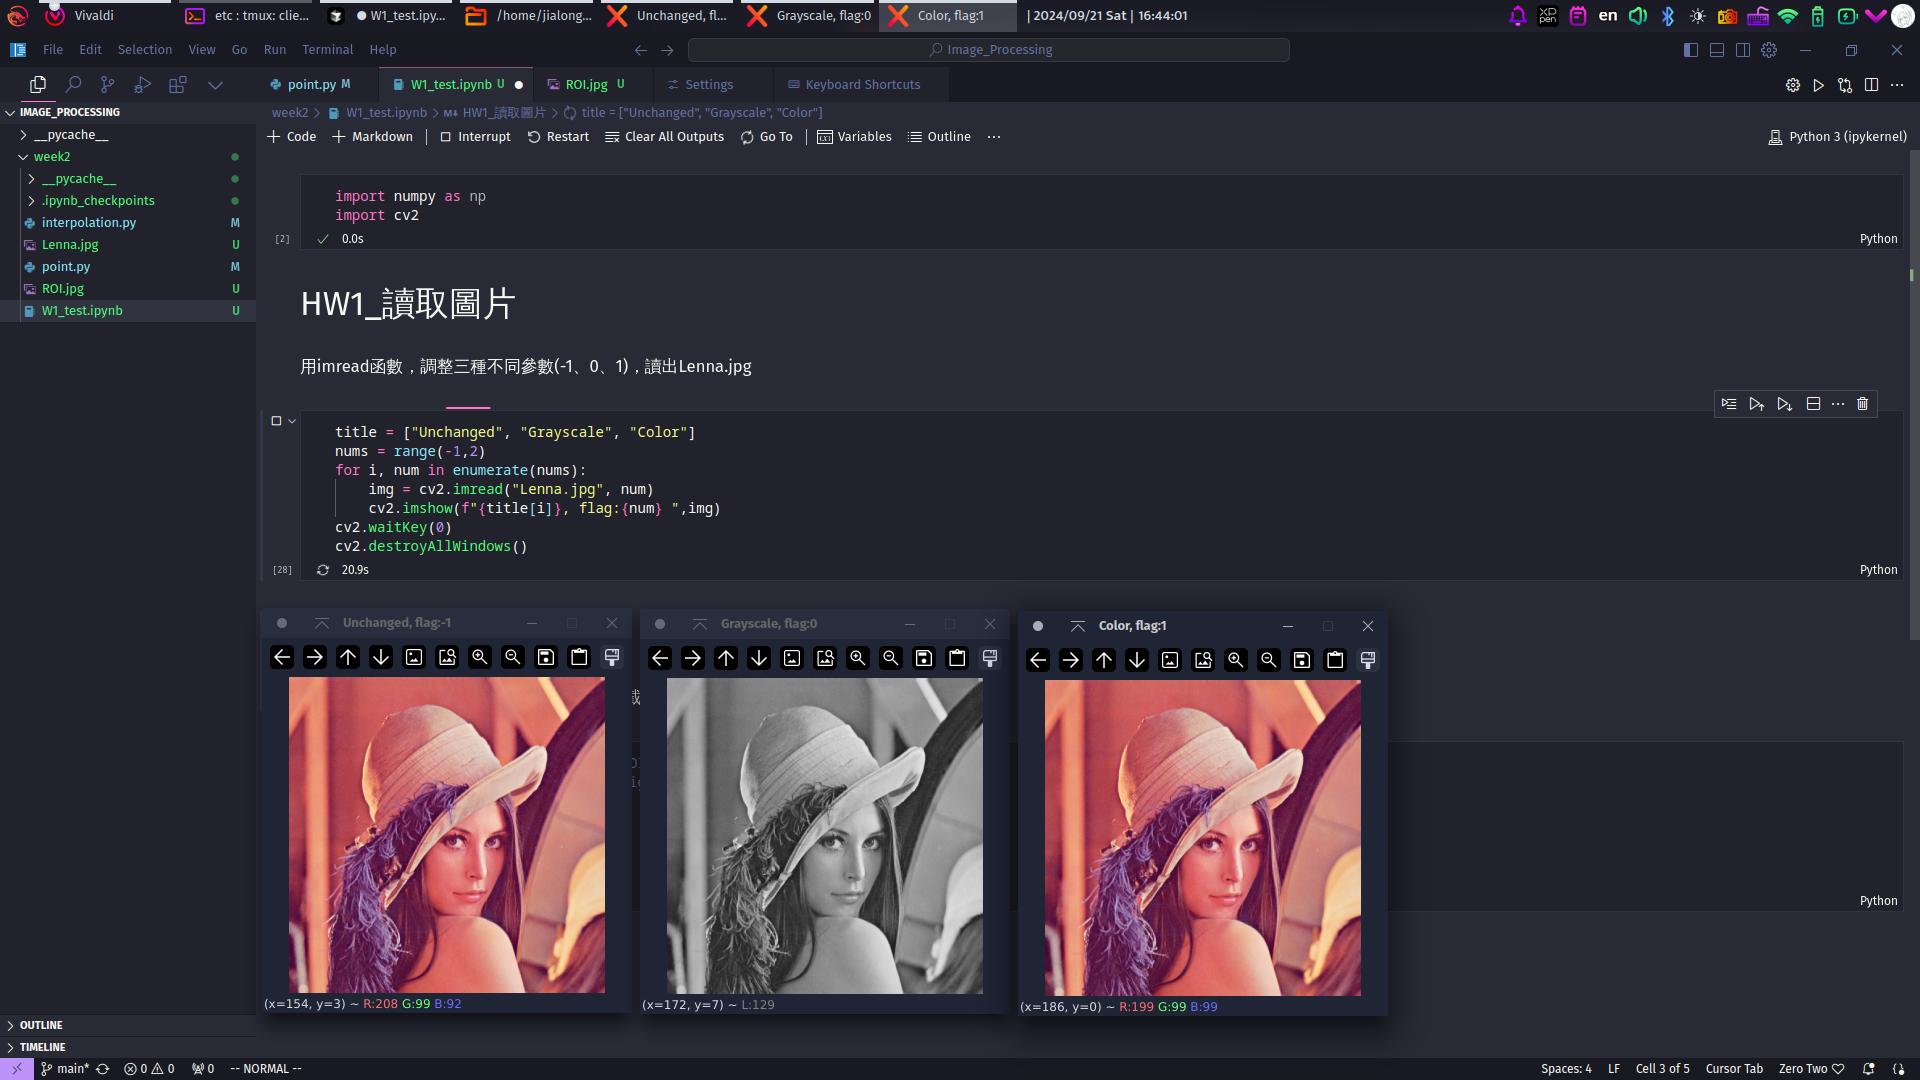 Vivaldi
etc : tmux: clie...
W1_test.ipy...
/home/jialong...
Unchanged, fl...
Grayscale, flag:0
Color, flag:1
| 2024/09/21 Sat | 16:44:01
en
File Edit Selection View Go Run Terminal Help
Image_Processing
point.py M
W1_test.ipynb U
ROI.jpg U
Settings
Keyboard Shortcuts
IMAGE_PROCESSING
week2 > W1_test.ipynb > HW1_讀取圖片 > title = ["Unchanged", "Grayscale", "Color"]
__pycache__
Code Markdown | Interrupt Restart Clear All Outputs Go To | Variables Outline ...
Python 3 (ipykernel)
week2
__pycache__
.ipynb_checkpoints
interpolation.py M
Lenna.jpg U
point.py M
ROI.jpg U
W1_test.ipynb U
import numpy as np
import cv2
[2] 0.0s Python
HW1_讀取圖片
用imread函數，調整三種不同參數(-1、0、1)，讀出Lenna.jpg
title = ["Unchanged", "Grayscale", "Color"]
nums = range(-1,2)
for i, num in enumerate(nums):
    img = cv2.imread("Lenna.jpg", num)
    cv2.imshow(f"{title[i]}, flag:{num} ",img)
cv2.waitKey(0)
cv2.destroyAllWindows()
[28] 20.9s Python
Unchanged, flag:-1
Grayscale, flag:0
Color, flag:1
(x=154, y=3) ~ R:208 G:99 B:92
(x=172, y=7) ~ L:129
(x=186, y=0) ~ R:199 G:99 B:99
Python
OUTLINE
TIMELINE
main* 0 0 0 -- NORMAL --
Spaces: 4 LF Cell 3 of 5 Cursor Tab Zero Two